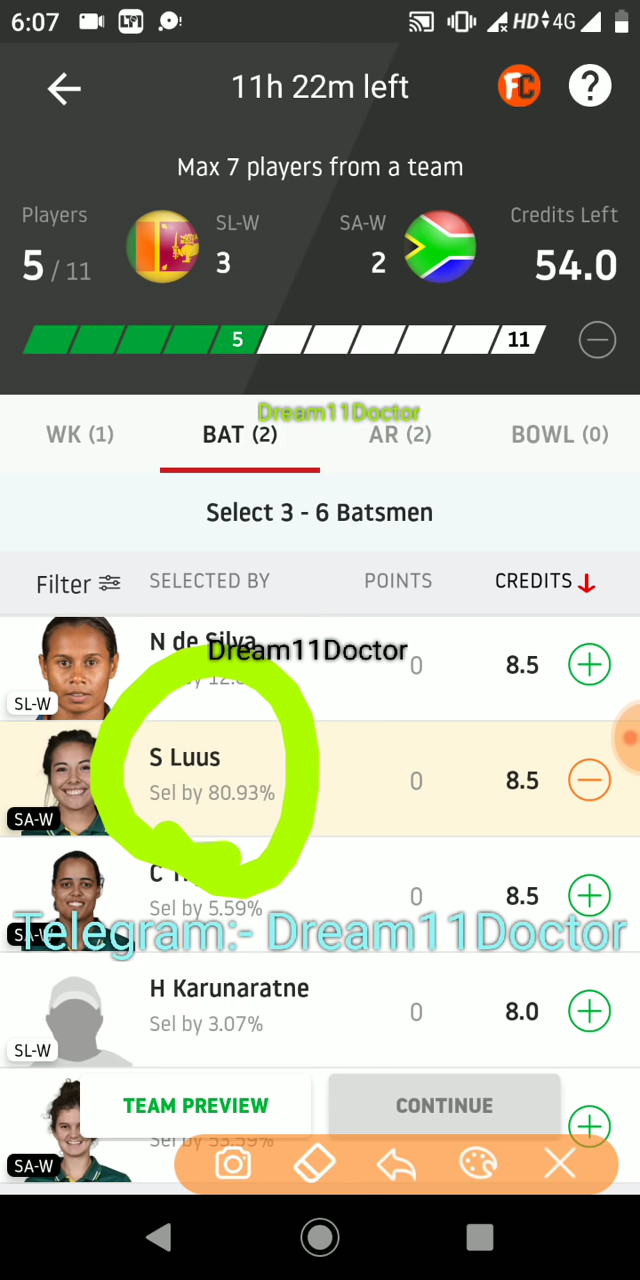 6:07
HD 4G
11h 22m left
FC
?
Max 7 players from a team
Players
5 / 11
SL-W
3
SA-W
2
Credits Left
54.0
5
11
Dream11Doctor
WK (1)
BAT (2)
AR (2)
BOWL (0)
Select 3 - 6 Batsmen
Filter
SELECTED BY
POINTS
CREDITS
N de Silva
Dream11Doctor
0
8.5
SL-W
S Luus
Sel by 80.93%
0
8.5
SA-W
Sel by 5.59%
0
8.5
Telegram:- Dream11Doctor
H Karunaratne
Sel by 3.07%
0
8.0
SL-W
TEAM PREVIEW
CONTINUE
Sel by 53.59%
SA-W